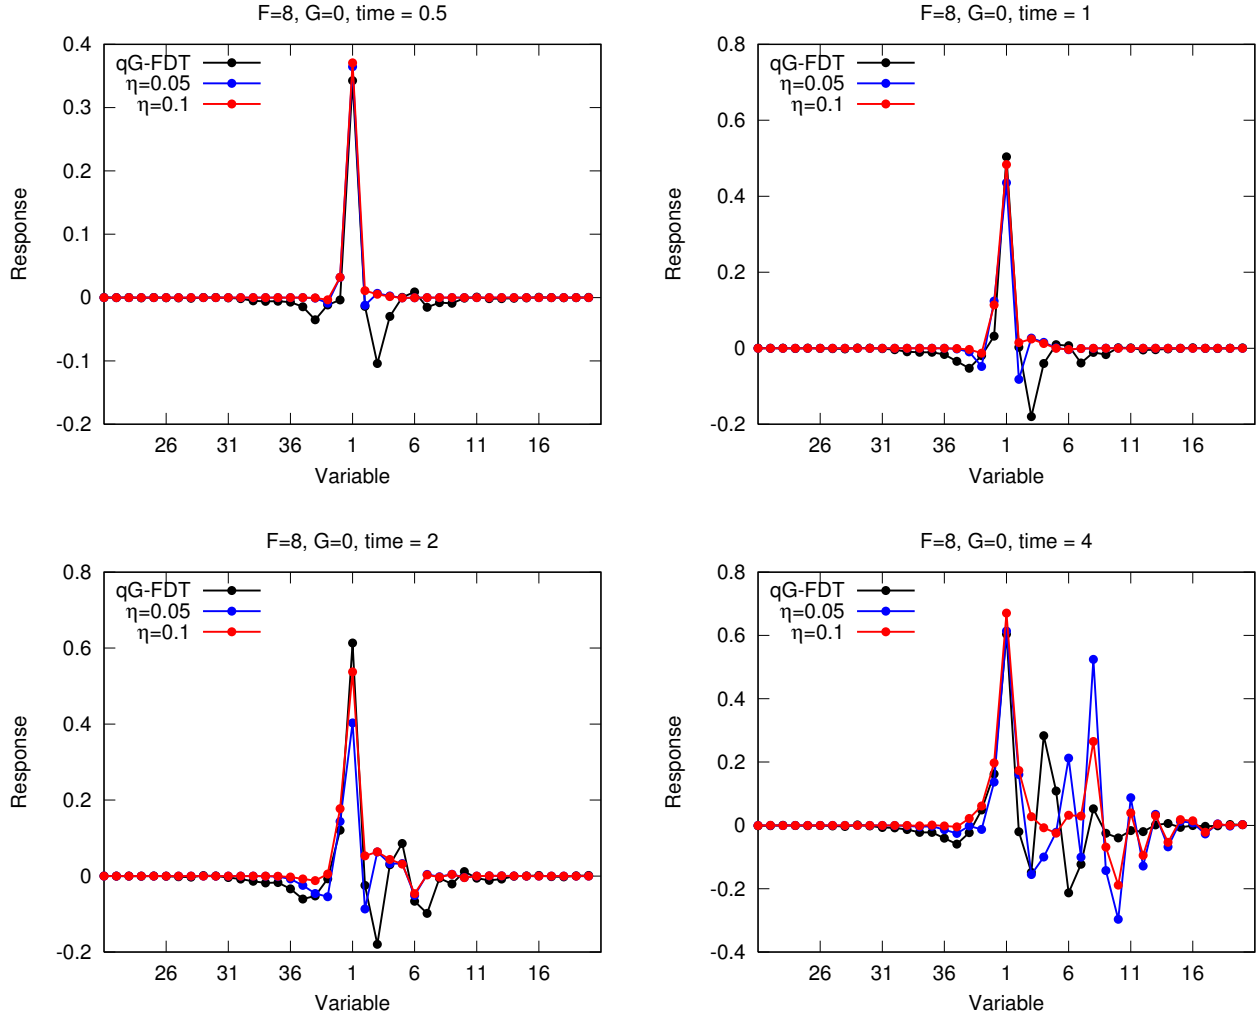 F=8, G=0, time = 0.5
0.4
0.3
0.2
0.1
0
-0.1
-0.2
Response
qG-FDT
η=0.05
η=0.1
26 31 36 1 6 11 16
Variable
F=8, G=0, time = 1
0.8
0.6
0.4
0.2
0
-0.2
Response
qG-FDT
η=0.05
η=0.1
26 31 36 1 6 11 16
Variable
F=8, G=0, time = 2
0.8
0.6
0.4
0.2
0
-0.2
Response
qG-FDT
η=0.05
η=0.1
26 31 36 1 6 11 16
Variable
F=8, G=0, time = 4
0.8
0.6
0.4
0.2
0
-0.2
-0.4
Response
qG-FDT
η=0.05
η=0.1
26 31 36 1 6 11 16
Variable